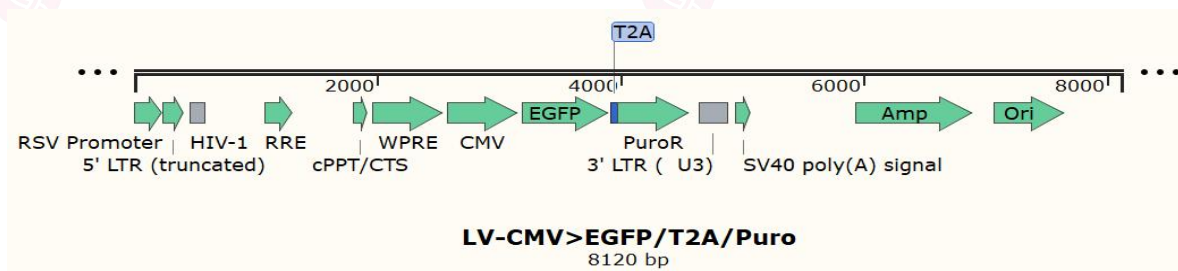 T2A
2000 4000 6000 8000
EGFP Amp Ori
RSV Promoter HIV-1 RRE WPRE CMV PuroR
5' LTR (truncated) cPPT/CTS 3' LTR ( U3) SV40 poly(A) signal
LV-CMV>EGFP/T2A/Puro
8120 bp